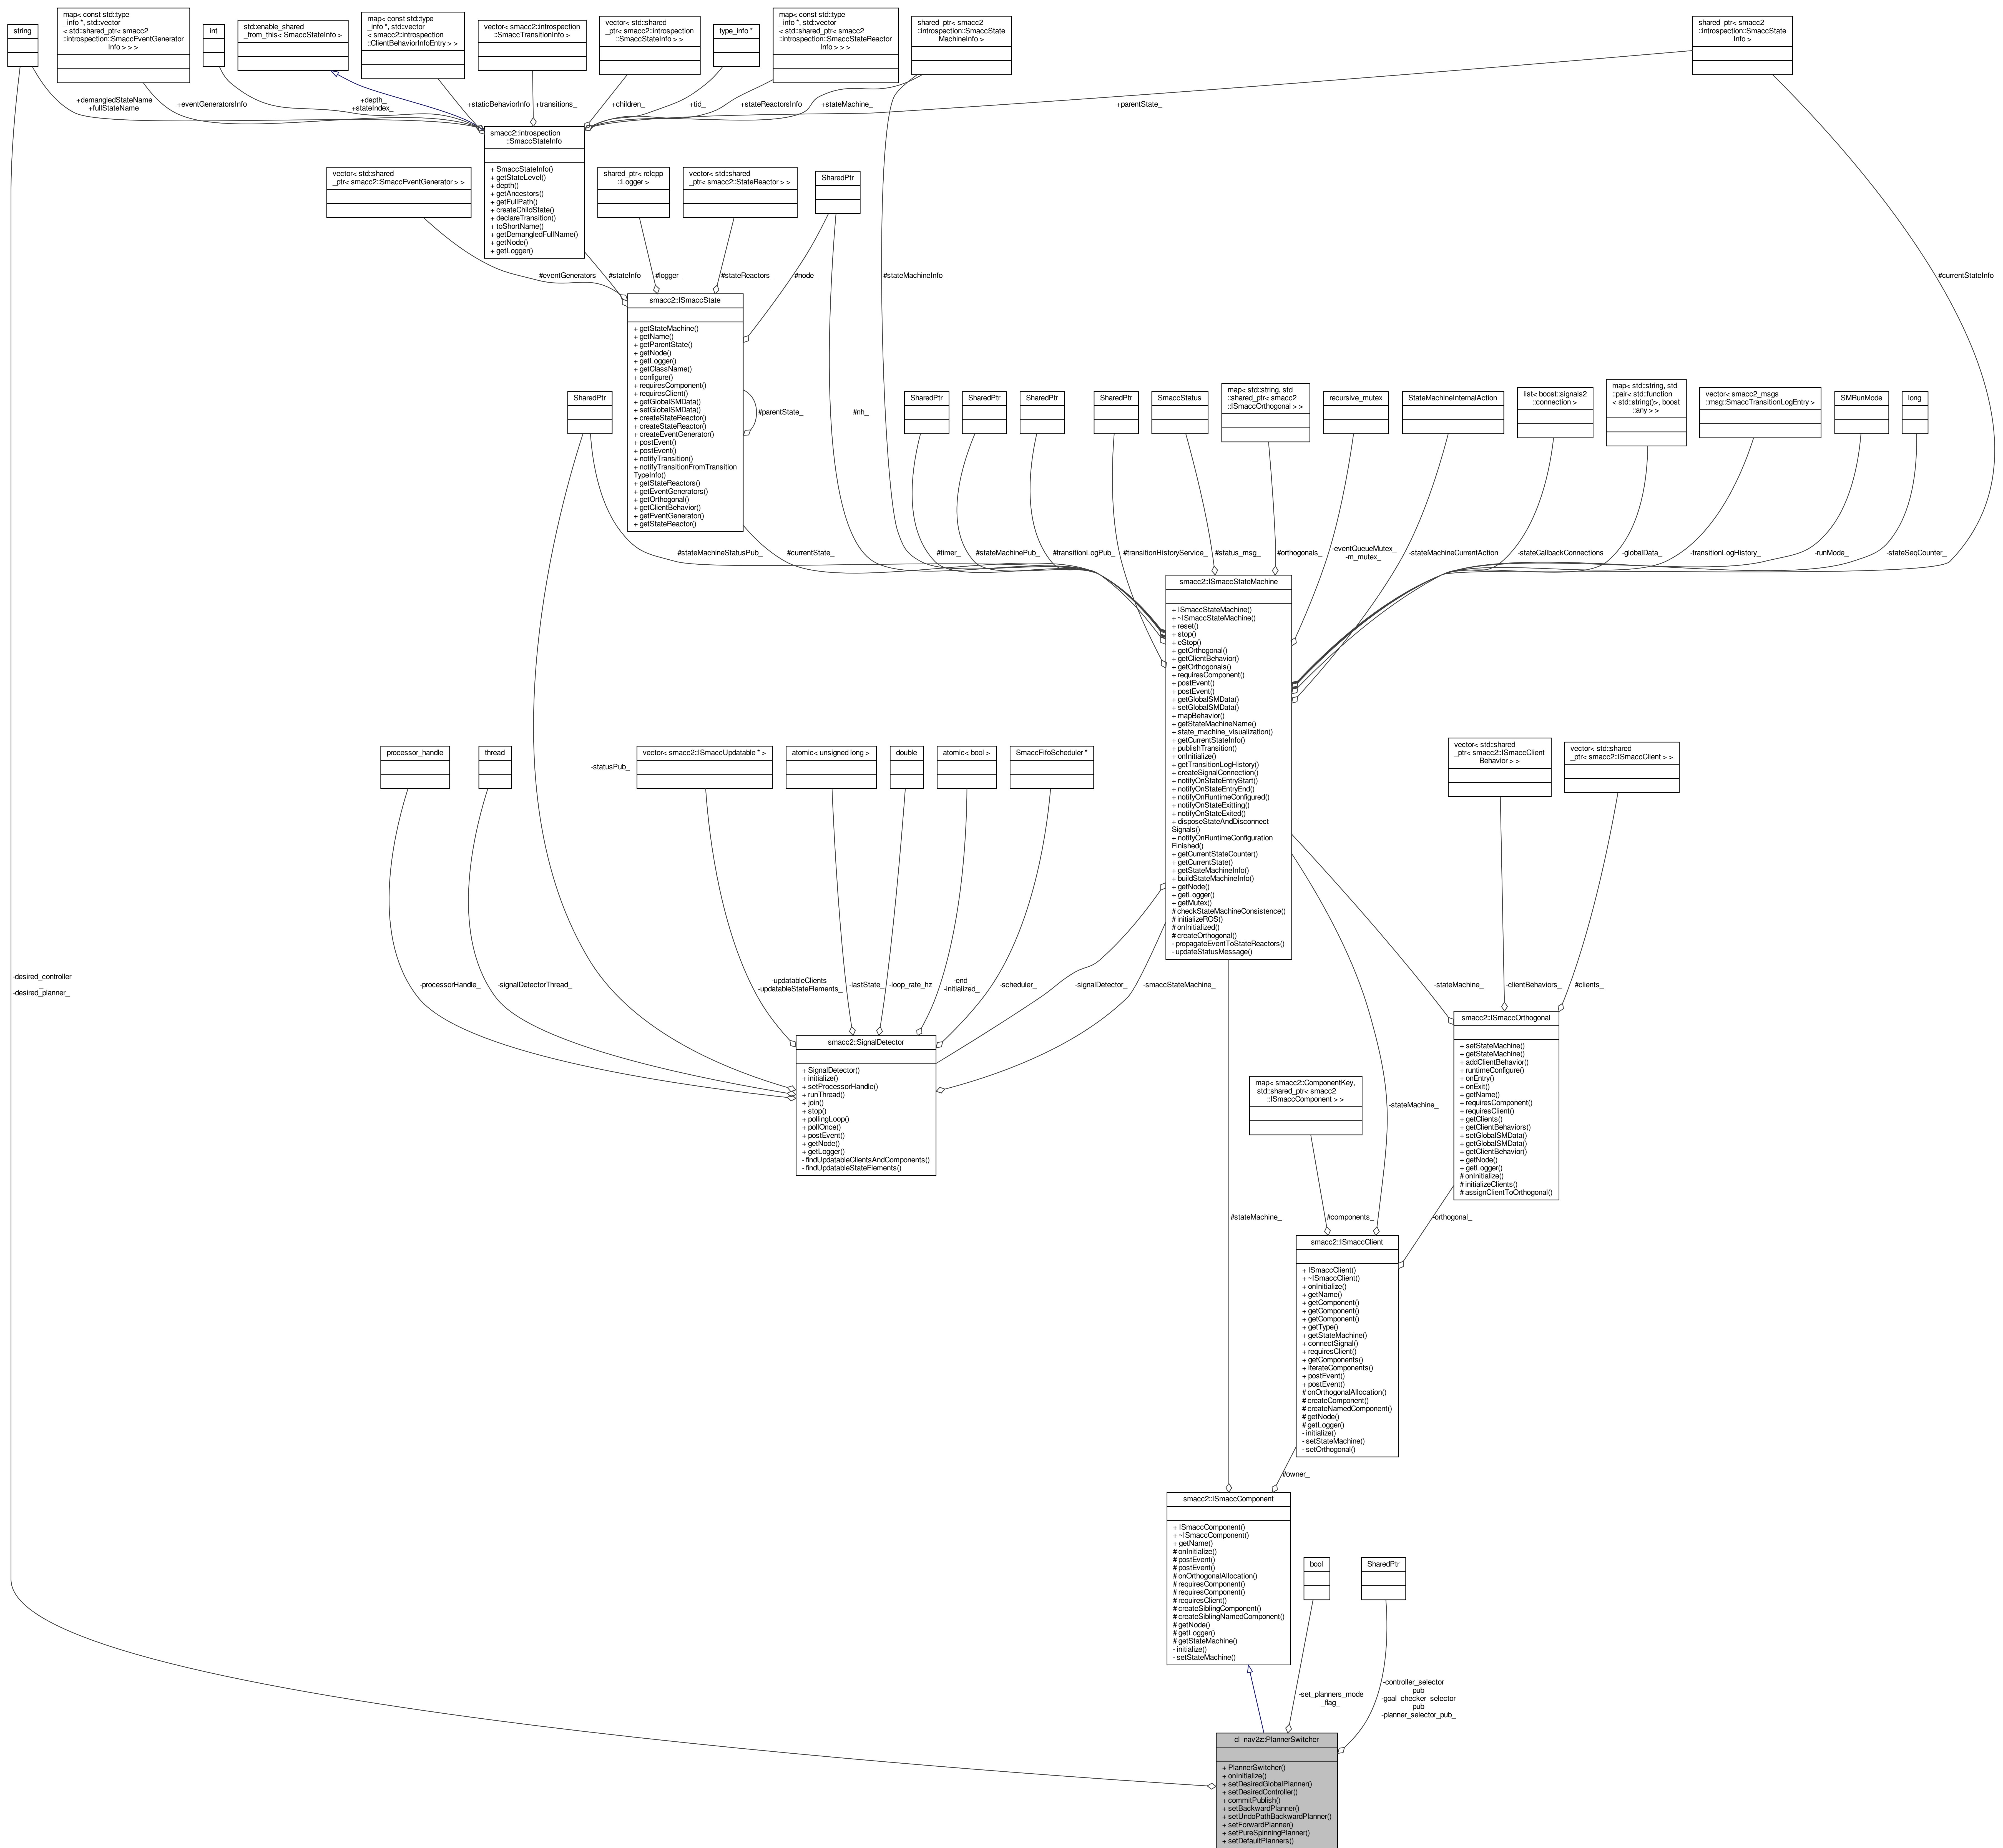 string
map< const std::type
_info *, std::vector
< std::shared_ptr< smacc2
::introspection::SmaccEventGenerator
Info > > >
int
std::enable_shared
_from_this< SmaccStateInfo >
map< const std::type
_info *, std::vector
< smacc2::introspection
::ClientBehaviorInfoEntry > >
vector< smacc2::introspection
::SmaccTransitionInfo >
vector< std::shared
_ptr< smacc2::introspection
::SmaccStateInfo > >
type_info *
map< const std::type
_info *, std::vector
< std::shared_ptr< smacc2
::introspection::SmaccStateReactor
Info > > >
shared_ptr< smacc2
::introspection::SmaccState
MachineInfo >
shared_ptr< smacc2
::introspection::SmaccState
Info >
+demangledStateName
+fullStateName
+eventGeneratorsInfo
+depth_
+stateIndex_
+staticBehaviorInfo
+transitions_
+children_
+tid_
+stateReactorsInfo
+stateMachine_
+parentState_
smacc2::introspection
::SmaccStateInfo
+ SmaccStateInfo()
+ getStateLevel()
+ depth()
+ getAncestors()
+ getFullPath()
+ createChildState()
+ declareTransition()
+ toShortName()
+ getDemangledFullName()
+ getNode()
+ getLogger()
vector< std::shared
_ptr< smacc2::SmaccEventGenerator > >
shared_ptr< rclcpp
::Logger >
vector< std::shared
_ptr< smacc2::StateReactor > >
SharedPtr
#eventGenerators_
#stateInfo_
#logger_
#stateReactors_
#node_
#stateMachineInfo_
#currentStateInfo_
smacc2::ISmaccState
+ getStateMachine()
+ getName()
+ getParentState()
+ getNode()
+ getLogger()
+ getClassName()
+ configure()
+ requiresComponent()
+ requiresClient()
+ getGlobalSMData()
+ setGlobalSMData()
+ createStateReactor()
+ createStateReactor()
+ createEventGenerator()
+ postEvent()
+ postEvent()
+ notifyTransition()
+ notifyTransitionFromTransition
TypeInfo()
+ getStateReactors()
+ getEventGenerators()
+ getOrthogonal()
+ getClientBehavior()
+ getEventGenerator()
+ getStateReactor()
#parentState_
#nh_
SharedPtr
SharedPtr
SharedPtr
SharedPtr
SharedPtr
SmaccStatus
map< std::string, std
::shared_ptr< smacc2
::ISmaccOrthogonal > >
recursive_mutex
StateMachineInternalAction
list< boost::signals2
::connection >
map< std::string, std
::pair< std::function
< std::string()>, boost
::any > >
vector< smacc2_msgs
::msg::SmaccTransitionLogEntry >
SMRunMode
long
#stateMachineStatusPub_
#currentState_
#timer_
#stateMachinePub_
#transitionLogPub_
#transitionHistoryService_
#status_msg_
#orthogonals_
-eventQueueMutex_
-m_mutex_
-stateMachineCurrentAction
-stateCallbackConnections
-globalData_
-transitionLogHistory_
-runMode_
-stateSeqCounter_
smacc2::ISmaccStateMachine
+ ISmaccStateMachine()
+ ~ISmaccStateMachine()
+ reset()
+ stop()
+ eStop()
+ getOrthogonal()
+ getClientBehavior()
+ getOrthogonals()
+ requiresComponent()
+ postEvent()
+ postEvent()
+ getGlobalSMData()
+ setGlobalSMData()
+ mapBehavior()
+ getStateMachineName()
+ state_machine_visualization()
+ getCurrentStateInfo()
+ publishTransition()
+ onInitialize()
+ getTransitionLogHistory()
+ createSignalConnection()
+ notifyOnStateEntryStart()
+ notifyOnStateEntryEnd()
+ notifyOnRuntimeConfigured()
+ notifyOnStateExitting()
+ notifyOnStateExited()
+ disposeStateAndDisconnect
Signals()
+ notifyOnRuntimeConfiguration
Finished()
+ getCurrentStateCounter()
+ getCurrentState()
+ getStateMachineInfo()
+ buildStateMachineInfo()
+ getNode()
+ getLogger()
+ getMutex()
# checkStateMachineConsistence()
# initializeROS()
# onInitialized()
# createOrthogonal()
- propagateEventToStateReactors()
- updateStatusMessage()
processor_handle
thread
-statusPub_
vector< smacc2::ISmaccUpdatable * >
atomic< unsigned long >
double
atomic< bool >
SmaccFifoScheduler *
vector< std::shared
_ptr< smacc2::ISmaccClient
Behavior > >
vector< std::shared
_ptr< smacc2::ISmaccClient > >
-desired_controller
_
-desired_planner_
-processorHandle_
-signalDetectorThread_
-updatableClients_
-updatableStateElements_
-lastState_
-loop_rate_hz
-end_
-initialized_
-scheduler_
-signalDetector_
-smaccStateMachine_
-stateMachine_
-clientBehaviors_
#clients_
smacc2::SignalDetector
+ SignalDetector()
+ initialize()
+ setProcessorHandle()
+ runThread()
+ join()
+ stop()
+ pollingLoop()
+ pollOnce()
+ postEvent()
+ getNode()
+ getLogger()
- findUpdatableClientsAndComponents()
- findUpdatableStateElements()
smacc2::ISmaccOrthogonal
+ setStateMachine()
+ getStateMachine()
+ addClientBehavior()
+ runtimeConfigure()
+ onEntry()
+ onExit()
+ getName()
+ requiresComponent()
+ requiresClient()
+ getClients()
+ getClientBehaviors()
+ setGlobalSMData()
+ getGlobalSMData()
+ getClientBehavior()
+ getNode()
+ getLogger()
# onInitialize()
# initializeClients()
# assignClientToOrthogonal()
map< smacc2::ComponentKey,
std::shared_ptr< smacc2
::ISmaccComponent > >
-stateMachine_
#stateMachine_
#components_
-orthogonal_
smacc2::ISmaccClient
+ ISmaccClient()
+ ~ISmaccClient()
+ onInitialize()
+ getName()
+ getComponent()
+ getComponent()
+ getComponent()
+ getType()
+ getStateMachine()
+ connectSignal()
+ requiresClient()
+ getComponents()
+ iterateComponents()
+ postEvent()
+ postEvent()
# onOrthogonalAllocation()
# createComponent()
# createNamedComponent()
# getNode()
# getLogger()
- initialize()
- setStateMachine()
- setOrthogonal()
#owner_
smacc2::ISmaccComponent
+ ISmaccComponent()
+ ~ISmaccComponent()
+ getName()
# onInitialize()
# postEvent()
# postEvent()
# onOrthogonalAllocation()
# requiresComponent()
# requiresComponent()
# requiresClient()
# createSiblingComponent()
# createSiblingNamedComponent()
# getNode()
# getLogger()
# getStateMachine()
- initialize()
- setStateMachine()
bool
SharedPtr
-set_planners_mode
_flag_
-controller_selector
_pub_
-goal_checker_selector
_pub_
-planner_selector_pub_
cl_nav2z::PlannerSwitcher
+ PlannerSwitcher()
+ onInitialize()
+ setDesiredGlobalPlanner()
+ setDesiredController()
+ commitPublish()
+ setBackwardPlanner()
+ setUndoPathBackwardPlanner()
+ setForwardPlanner()
+ setPureSpinningPlanner()
+ setDefaultPlanners()